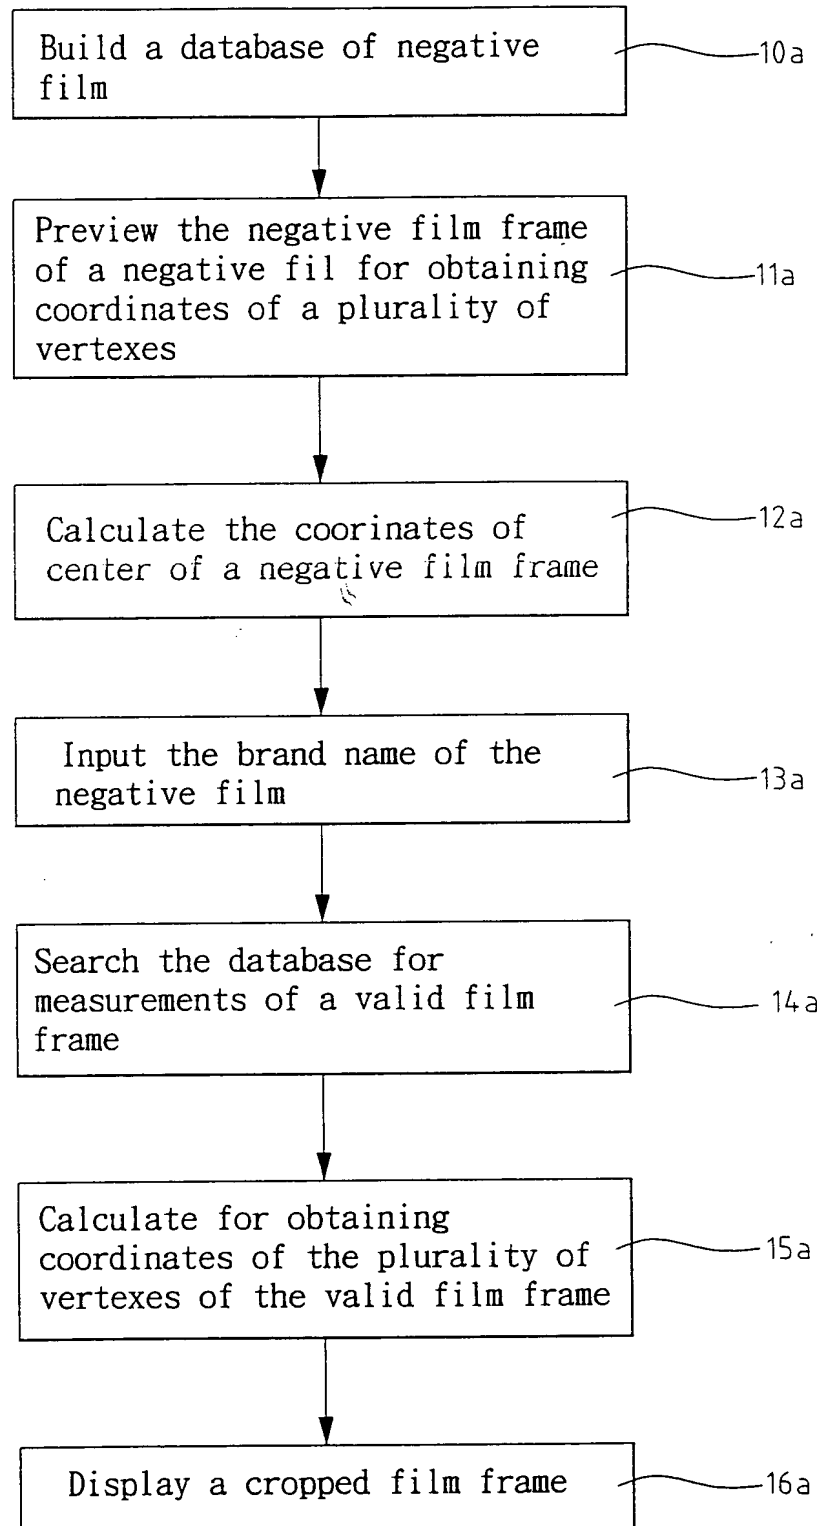 Build a database of negative
film
10a
Preview the negative film frame
of a negative fil for obtaining
coordinates of a plurality of
vertexes
11a
Calculate the coorinates of
center of a negative film frame
12a
Input the brand name of the
negative film
13a
Search the database for
measurements of a valid film
frame
14a
Calculate for obtaining
coordinates of the plurality of
vertexes of the valid film frame
15a
Display a cropped film frame
16a